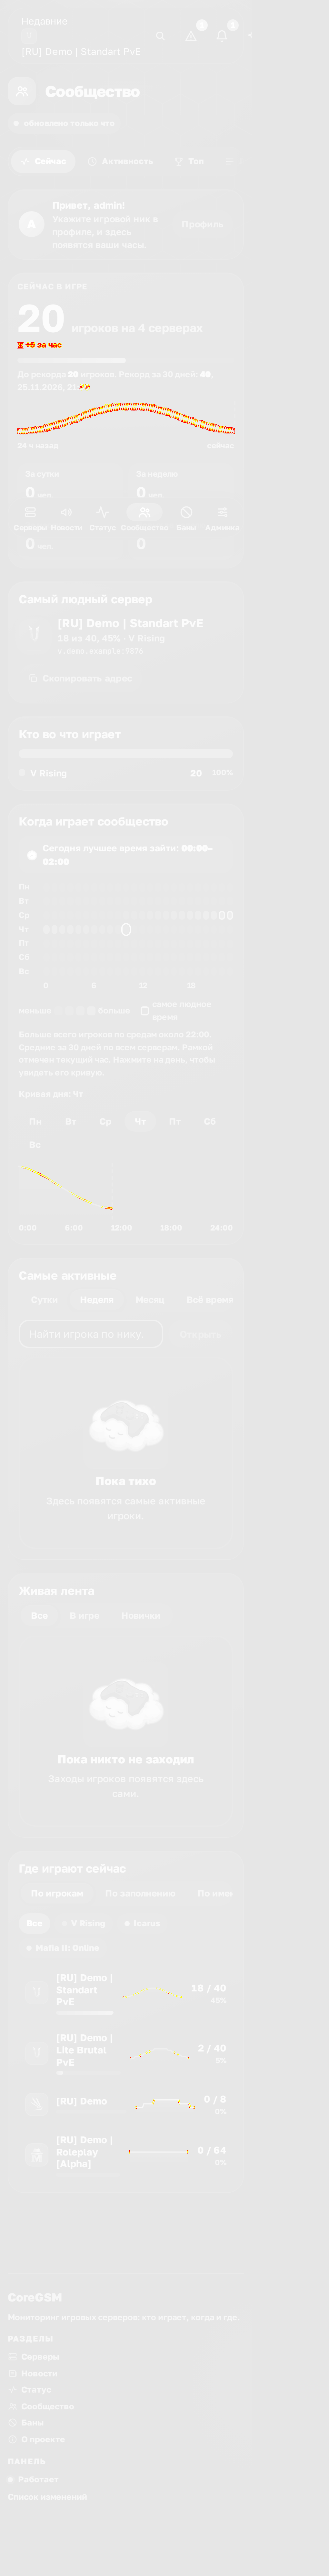 Недавние
[RU] Demo | Standart PvE
1
1
Сообщество
обновлено только что
Сейчас
Активность
Топ
A
Привет, admin!
Укажите игровой ник в
профиле, и здесь
появятся ваши часы.
Профиль
СЕЙЧАС В ИГРЕ
20 игроков на 4 серверах
+6 за час
До рекорда 20 игроков. Рекорд за 30 дней: 40,
24 ч назад
сейчас
За сутки
За неделю
0 чел.
0 чел.
Серверы
Новости
Статус
Сообщество
Баны
Админка
0 чел.
0
Самый людный сервер
[RU] Demo | Standart PvE
18 из 40, 45% · V Rising
Скопировать адрес
Кто во что играет
V Rising
20
100%
Когда играет сообщество
Сегодня лучшее время зайти: 00:00–
02:00
Пн
Вт
Ср
Чт
Пт
Сб
Вс
0
6
12
18
меньше
больше
самое людное
время
Больше всего игроков по средам около 22:00.
Среднее за 30 дней по всем серверам. Рамкой
отмечен текущий час. Нажмите на день, чтобы
увидеть его кривую.
Кривая дня: Чт
Пн
Вт
Ср
Чт
Пт
Сб
Вс
0:00
6:00
12:00
18:00
24:00
Самые активные
Сутки
Неделя
Месяц
Всё время
Найти игрока по нику.
Открыть
Пока тихо
Здесь появятся самые активные
игроки.
Живая лента
Все
В игре
Новички
Пока никто не заходил
Заходы игроков появятся здесь
сами.
Где играют сейчас
По игрокам
По заполнению
По имени
Все
V Rising
Icarus
Mafia II: Online
[RU] Demo |
Standart
PvE
18 / 40
45%
[RU] Demo |
Lite Brutal
PvE
2 / 40
5%
[RU] Demo
0 / 8
0%
[RU] Demo |
Roleplay
[Alpha]
0 / 64
0%
CoreGSM
Мониторинг игровых серверов: кто играет, когда и где.
РАЗДЕЛЫ
Серверы
Новости
Статус
Сообщество
Баны
О проекте
ПАНЕЛЬ
Работает
Список изменений